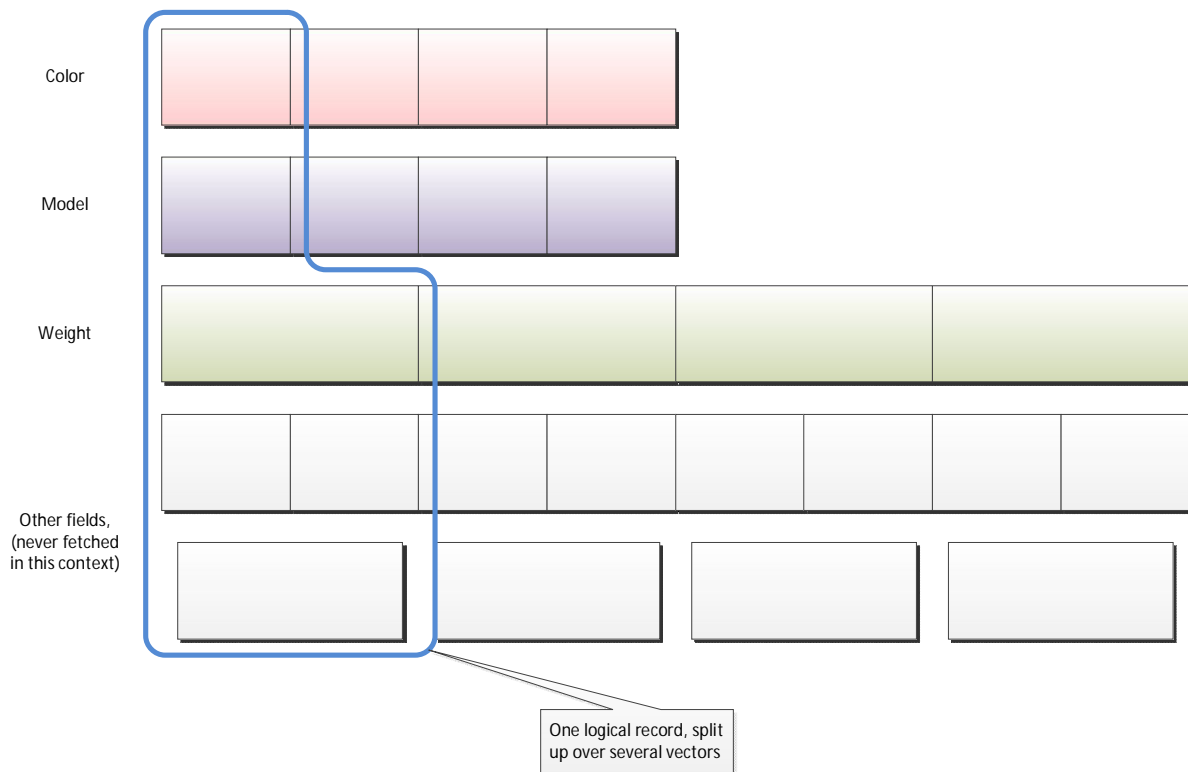 Color
Model
Weight
Other fields,
(never fetched
in this context)
One logical record, split
up over several vectors